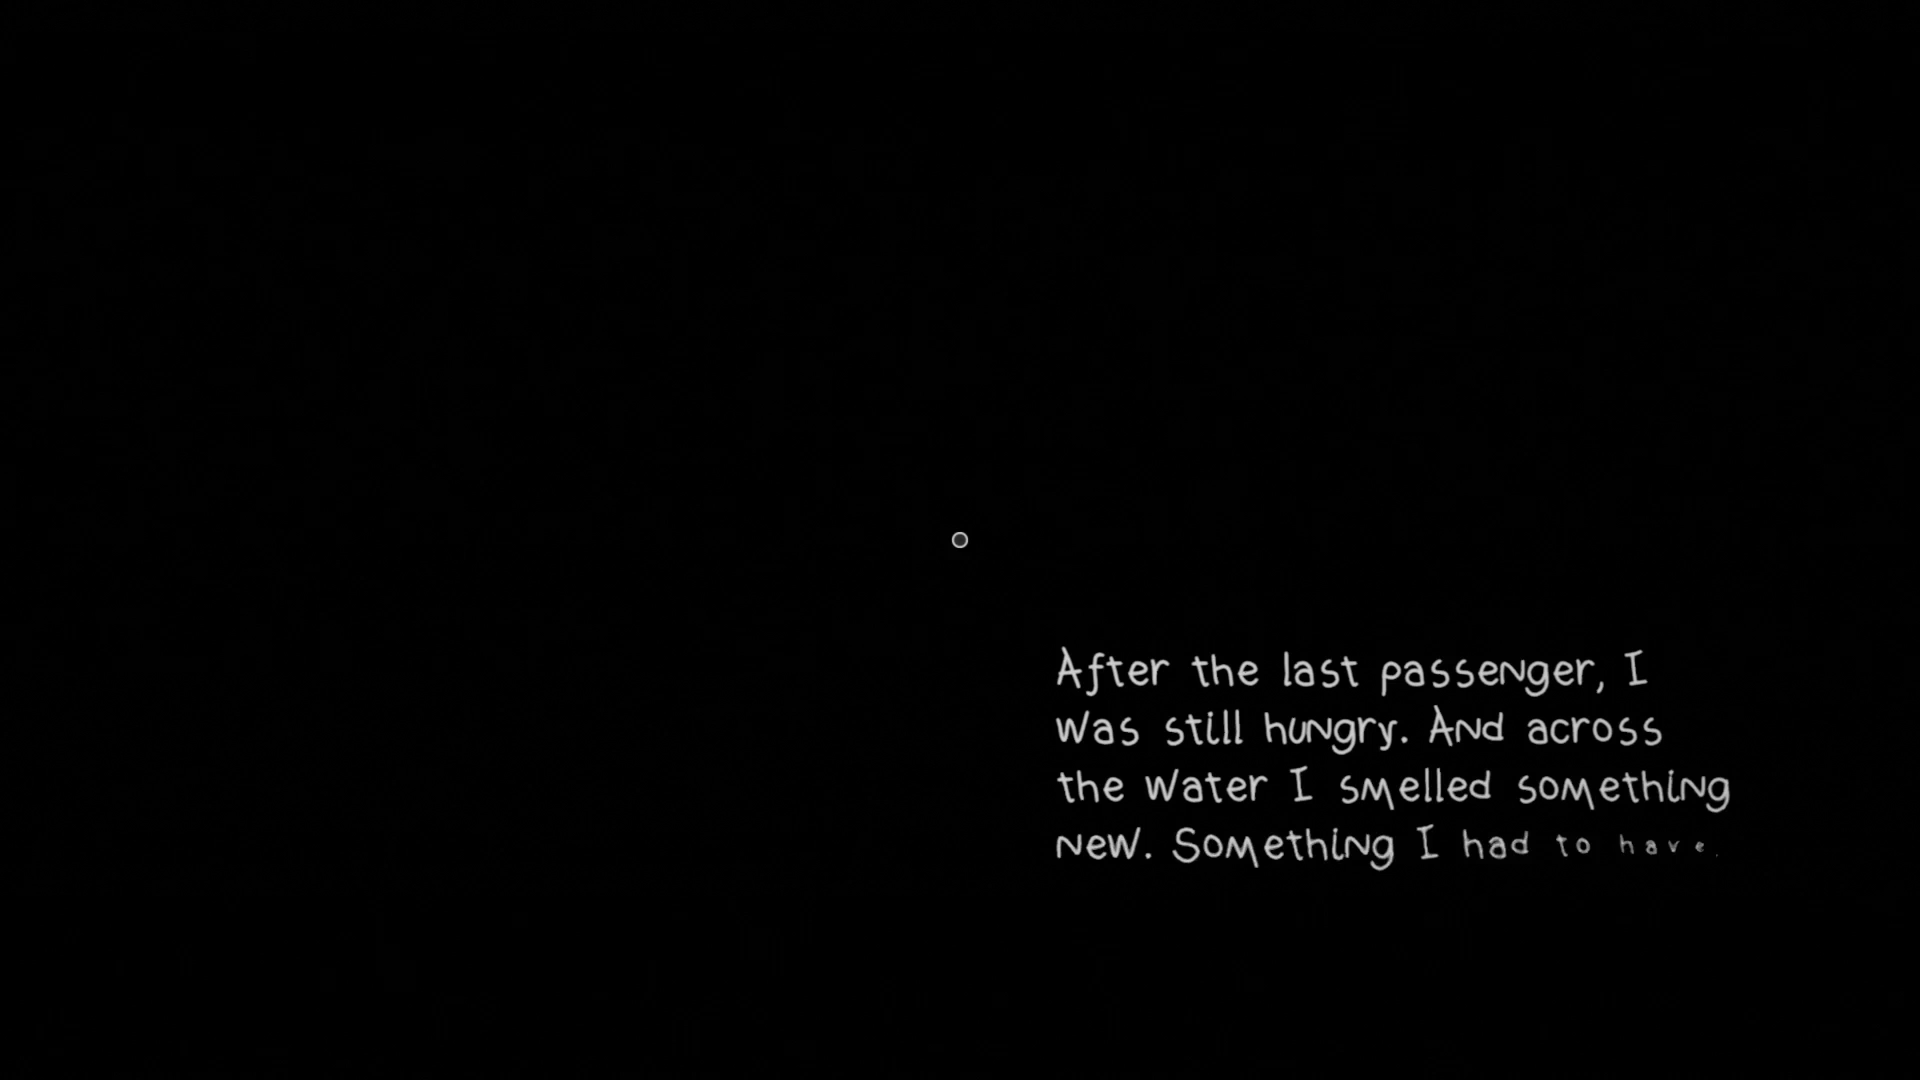 After the last passenger, I
was still hungry. And across
the water I smelled something
new. Something I had to have.